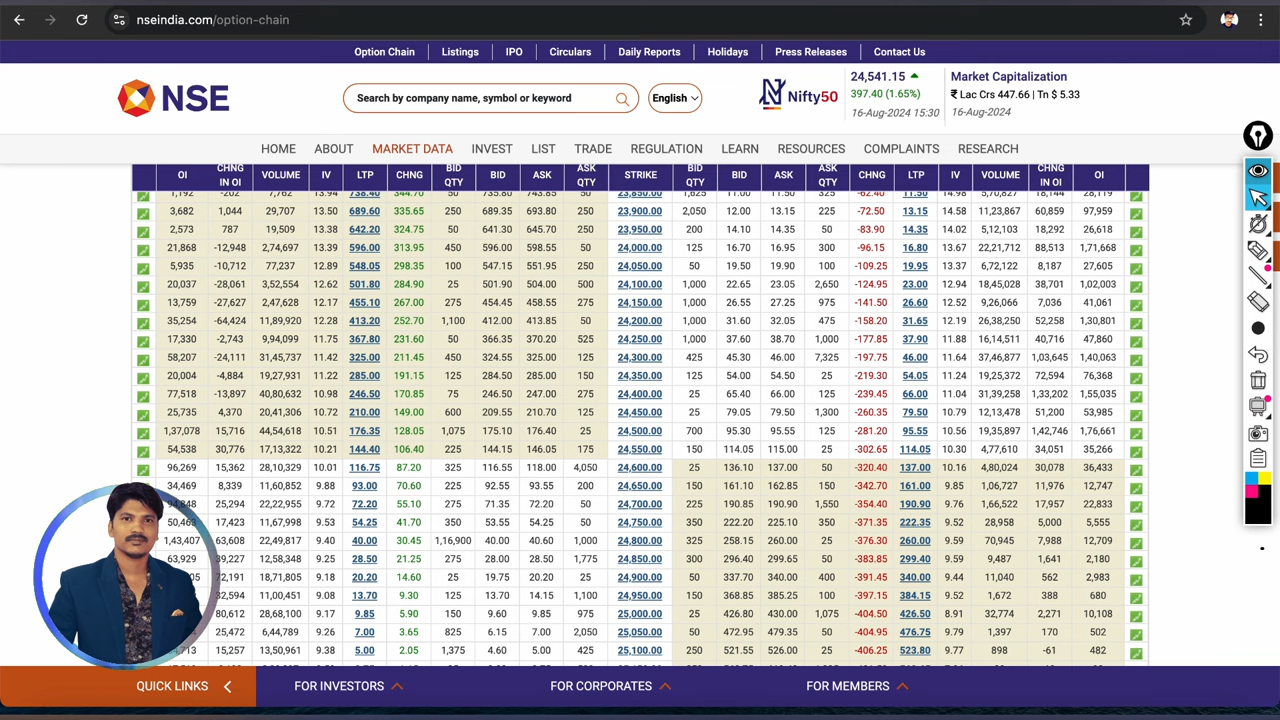 nseindia.com/option-chain
Option Chain Listings IPO Circulars Daily Reports Holidays Press Releases Contact Us
NSE
Search by company name, symbol or keyword
English
Nifty50
24,541.15
397.40 (1.65%)
16-Aug-2024 15:30
Market Capitalization
₹ Lac Crs 447.66 | Tn $ 5.33
16-Aug-2024
HOME ABOUT MARKET DATA INVEST LIST TRADE REGULATION LEARN RESOURCES COMPLAINTS RESEARCH
OI CHNG IN OI VOLUME IV LTP CHNG BID QTY BID ASK ASK QTY STRIKE BID QTY BID ASK ASK QTY CHNG LTP IV VOLUME CHNG IN OI OI
1,192 -202 7,762 13.94 738.40 344.70 50 735.80 743.85 50 23,850.00 1,625 11.00 11.50 325 -62.40 11.50 14.98 5,70,827 18,144 28,119
3,682 1,044 29,707 13.50 689.60 335.65 250 689.35 693.80 250 23,900.00 2,050 12.00 13.15 225 -72.50 13.15 14.58 11,23,867 60,859 97,959
2,573 787 19,509 13.38 642.20 324.75 50 641.30 645.70 250 23,950.00 200 14.10 14.35 50 -83.90 14.35 14.02 5,12,103 18,292 26,618
21,868 -12,948 2,74,697 13.39 596.00 313.95 450 596.00 598.55 50 24,000.00 125 16.70 16.95 300 -96.15 16.80 13.67 22,21,712 88,513 1,71,668
5,935 -10,712 77,237 12.89 548.05 298.35 100 547.15 551.95 250 24,050.00 50 19.50 19.90 100 -109.25 19.95 13.37 6,72,122 8,187 27,605
20,037 -28,061 3,52,554 12.62 501.80 284.90 25 501.90 504.00 500 24,100.00 1,000 22.65 23.05 2,650 -124.95 23.00 12.94 18,45,028 38,701 1,02,003
13,759 -27,627 2,47,628 12.17 455.10 267.00 275 454.45 458.55 275 24,150.00 1,000 26.55 27.25 975 -141.50 26.60 12.52 9,26,066 7,036 41,061
35,254 -64,424 11,89,920 12.28 413.20 252.70 1,100 412.00 413.85 50 24,200.00 1,000 31.60 32.05 475 -158.20 31.65 12.19 26,38,250 52,258 1,30,801
17,330 -2,743 9,94,099 11.75 367.80 231.60 50 366.35 370.20 525 24,250.00 1,000 37.60 38.70 1,000 -177.85 37.90 11.88 16,14,511 40,716 47,860
58,207 -24,111 31,45,737 11.42 325.00 211.45 450 324.55 325.00 125 24,300.00 425 45.30 46.00 7,325 -197.75 46.00 11.64 37,46,877 1,03,645 1,40,063
20,004 -4,884 19,27,931 11.22 285.00 191.15 125 284.50 285.00 150 24,350.00 125 54.00 54.50 25 -219.30 54.05 11.24 19,25,372 72,594 76,368
77,518 -13,897 40,80,632 10.98 246.50 170.85 75 246.50 247.00 275 24,400.00 25 65.40 66.00 125 -239.45 66.00 11.04 31,39,258 1,33,202 1,55,035
25,735 4,370 20,41,306 10.72 210.00 149.00 600 209.55 210.70 125 24,450.00 25 79.05 79.50 1,300 -260.35 79.50 10.79 12,13,478 51,200 53,985
1,37,078 15,716 44,54,618 10.51 176.35 128.05 1,075 175.10 176.40 25 24,500.00 700 95.30 95.55 125 -281.20 95.55 10.56 19,35,897 1,42,746 1,76,661
54,538 30,776 17,13,322 10.21 144.40 106.40 225 144.15 146.05 175 24,550.00 150 114.05 115.00 25 -302.65 114.05 10.30 4,77,610 34,051 35,266
96,269 15,362 28,10,329 10.01 116.75 87.20 325 116.55 118.00 4,050 24,600.00 25 136.10 137.00 50 -320.40 137.00 10.16 4,80,024 30,078 36,433
34,469 8,339 11,60,852 9.88 93.00 70.60 325 92.55 93.55 200 24,650.00 150 161.10 162.85 150 -342.70 161.00 9.85 1,06,727 11,976 12,747
25,294 22,22,955 9.72 72.20 55.10 275 71.35 72.20 50 24,700.00 225 190.85 190.90 1,550 -354.40 190.90 9.76 1,66,522 17,957 22,833
17,423 11,67,998 9.53 54.25 41.70 350 53.55 54.25 50 24,750.00 350 222.20 225.10 350 -371.35 222.35 9.52 28,958 5,000 5,555
1,43,407 63,608 22,49,817 9.40 40.00 30.45 1,16,900 40.00 40.60 1,000 24,800.00 325 258.15 260.00 25 -376.30 260.00 9.59 70,945 7,988 12,709
63,929 39,227 12,58,348 9.25 28.50 21.25 175 28.00 28.50 1,775 24,850.00 300 296.40 299.65 50 -383.85 299.40 9.59 9,487 1,641 2,180
72,191 18,71,805 9.18 20.20 14.60 25 19.75 20.20 25 24,900.00 50 337.70 340.00 400 -391.45 340.00 9.44 11,040 562 2,983
32,594 11,00,451 9.08 13.70 9.30 125 13.70 14.15 1,100 24,950.00 150 368.85 385.25 100 -397.15 384.15 9.52 1,672 388 680
80,612 28,68,100 9.17 9.85 5.90 150 9.60 9.85 975 25,000.00 25 426.80 430.00 1,075 -404.50 426.50 8.91 32,774 2,271 10,108
25,472 6,44,789 9.26 7.00 3.65 825 6.15 7.00 2,050 25,050.00 50 472.95 479.35 50 -404.95 476.75 9.79 1,397 170 502
15,257 13,50,961 9.38 5.00 2.05 1,375 4.60 5.00 425 25,100.00 250 521.55 526.00 25 -406.25 523.80 9.77 898 -61 482
QUICK LINKS FOR INVESTORS FOR CORPORATES FOR MEMBERS